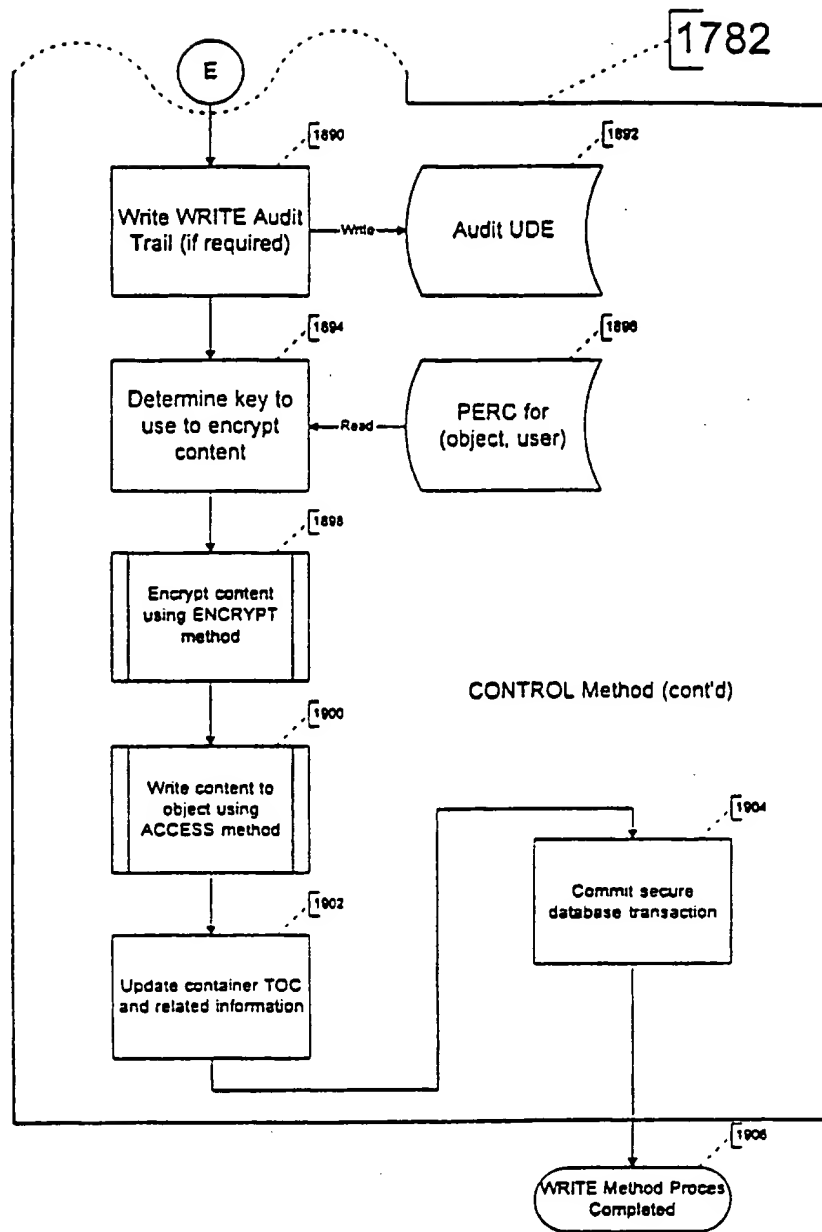 1782
E
1890
Write WRITE Audit
Trail (if required)
Write
1892
Audit UDE
1894
Determine key to
use to encrypt
content
Read
1896
PERC for
(object, user)
1898
Encrypt content
using ENCRYPT
method
CONTROL Method (cont'd)
1900
Write content to
object using
ACCESS method
1902
Update container TOC
and related information
1904
Commit secure
database transaction
1906
WRITE Method Proces
Completed